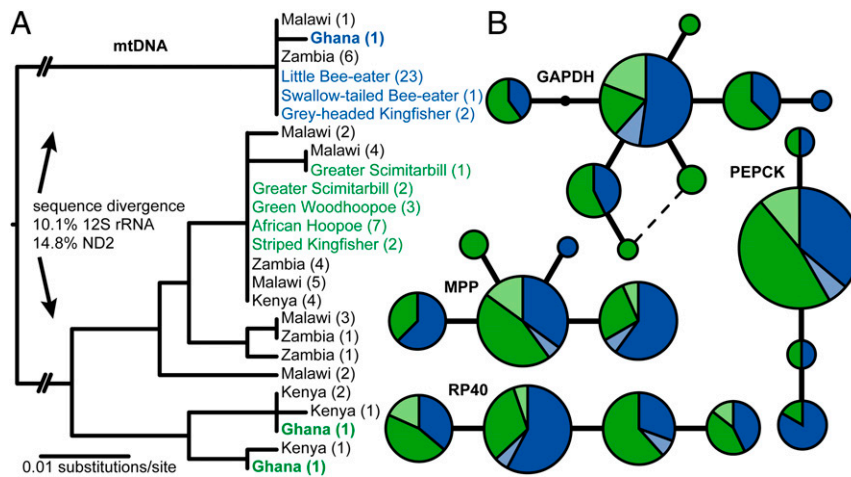 A
mtDNA
Malawi (1)
Ghana (1)
Zambia (6)
Little Bee-eater (23)
Swallow-tailed Bee-eater (1)
Grey-headed Kingfisher (2)
Malawi (2)
Malawi (4)
Greater Scimitarbill (1)
Greater Scimitarbill (2)
Green Woodhoopoe (3)
African Hoopoe (7)
Striped Kingfisher (2)
Zambia (4)
Malawi (5)
Kenya (4)
Malawi (3)
Zambia (1)
Zambia (1)
Malawi (2)
Kenya (2)
Kenya (1)
Ghana (1)
Kenya (1)
Ghana (1)
sequence divergence
10.1% 12S rRNA
14.8% ND2
0.01 substitutions/site
B
GAPDH
PEPCK
MPP
RP40